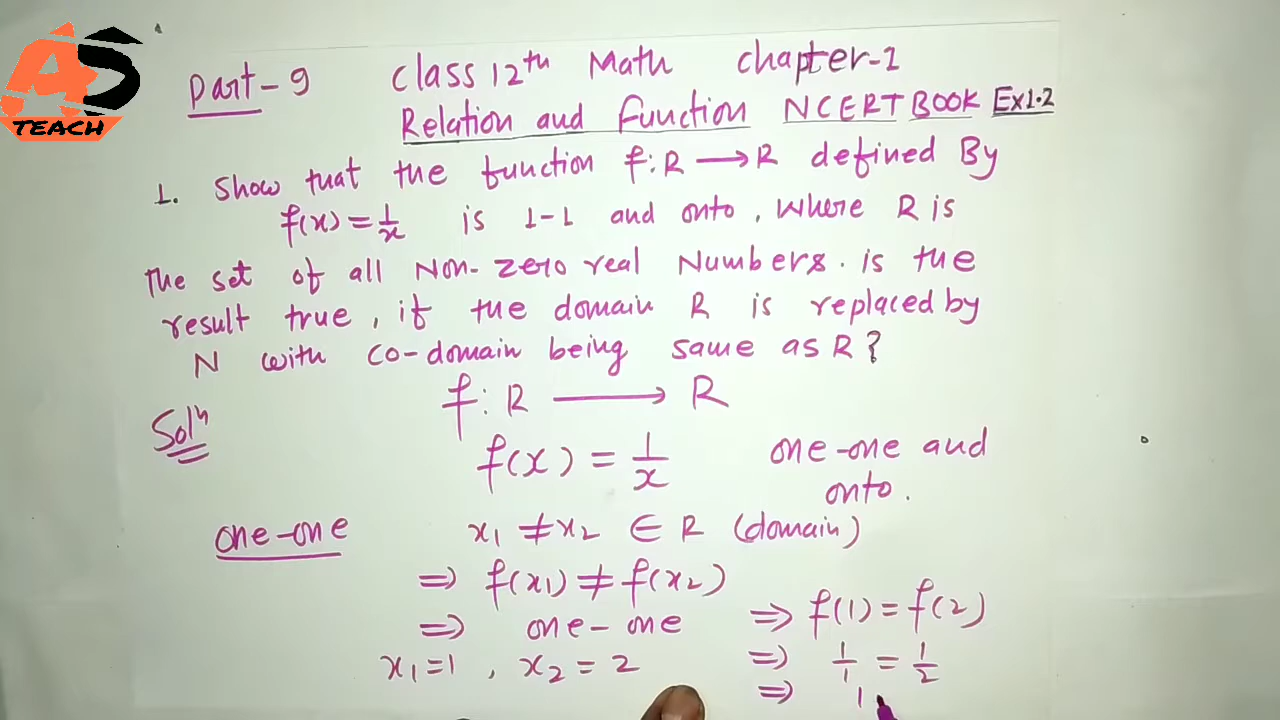 AS
TEACH
Part-9 Class 12th Math Chapter-1
Relation and function NCERT BOOK Ex1.2
1. Show that the function f: R → R defined By
f(x) = 1/x is 1-1 and onto, where R is
the set of all Non-zero real Numbers. is the
result true, if the domain R is replaced by
N with Co-domain being same as R?
Solⁿ f: R → R
f(x) = 1/x one-one and
onto.
one-one x₁ ≠ x₂ ∈ R (domain)
⇒ f(x₁) ≠ f(x₂)
⇒ one-one ⇒ f(1) = f(2)
x₁=1, x₂ = 2 ⇒ 1/1 = 1/2
⇒ 1